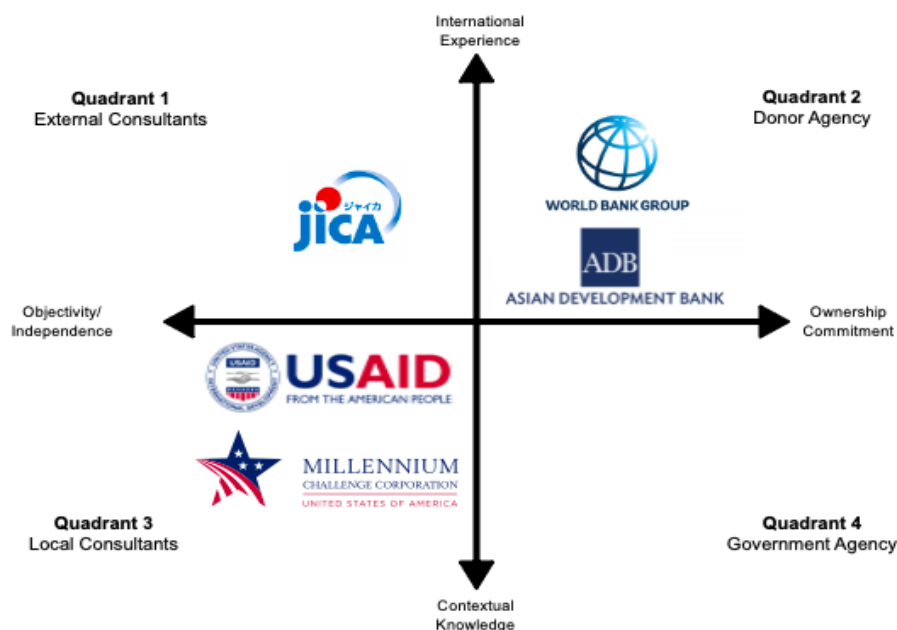 International
Experience
Quadrant 1
External Consultants
Quadrant 2
Donor Agency
ジャイカ
jICA
WORLD BANK GROUP
ADB
ASIAN DEVELOPMENT BANK
Objectivity/
Independence
Ownership
Commitment
USAID
USAID
FROM THE AMERICAN PEOPLE
MILLENNIUM
CHALLENGE CORPORATION
UNITED STATES OF AMERICA
Quadrant 3
Local Consultants
Quadrant 4
Government Agency
Contextual
Knowledge